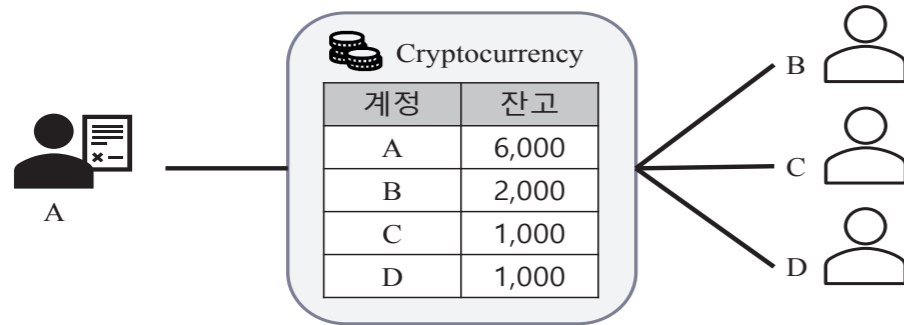 Cryptocurrency
계정 잔고
A 6,000
B 2,000
C 1,000
D 1,000
A
B
C
D